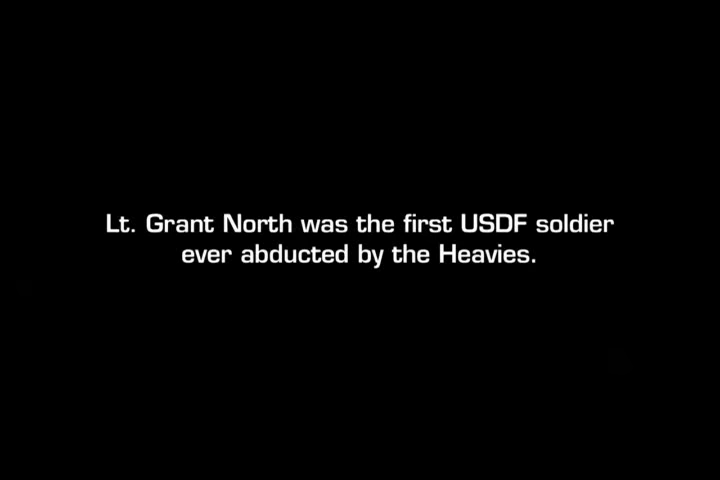 Lt. Grant North was the first USDF soldier
ever abducted by the Heavies.